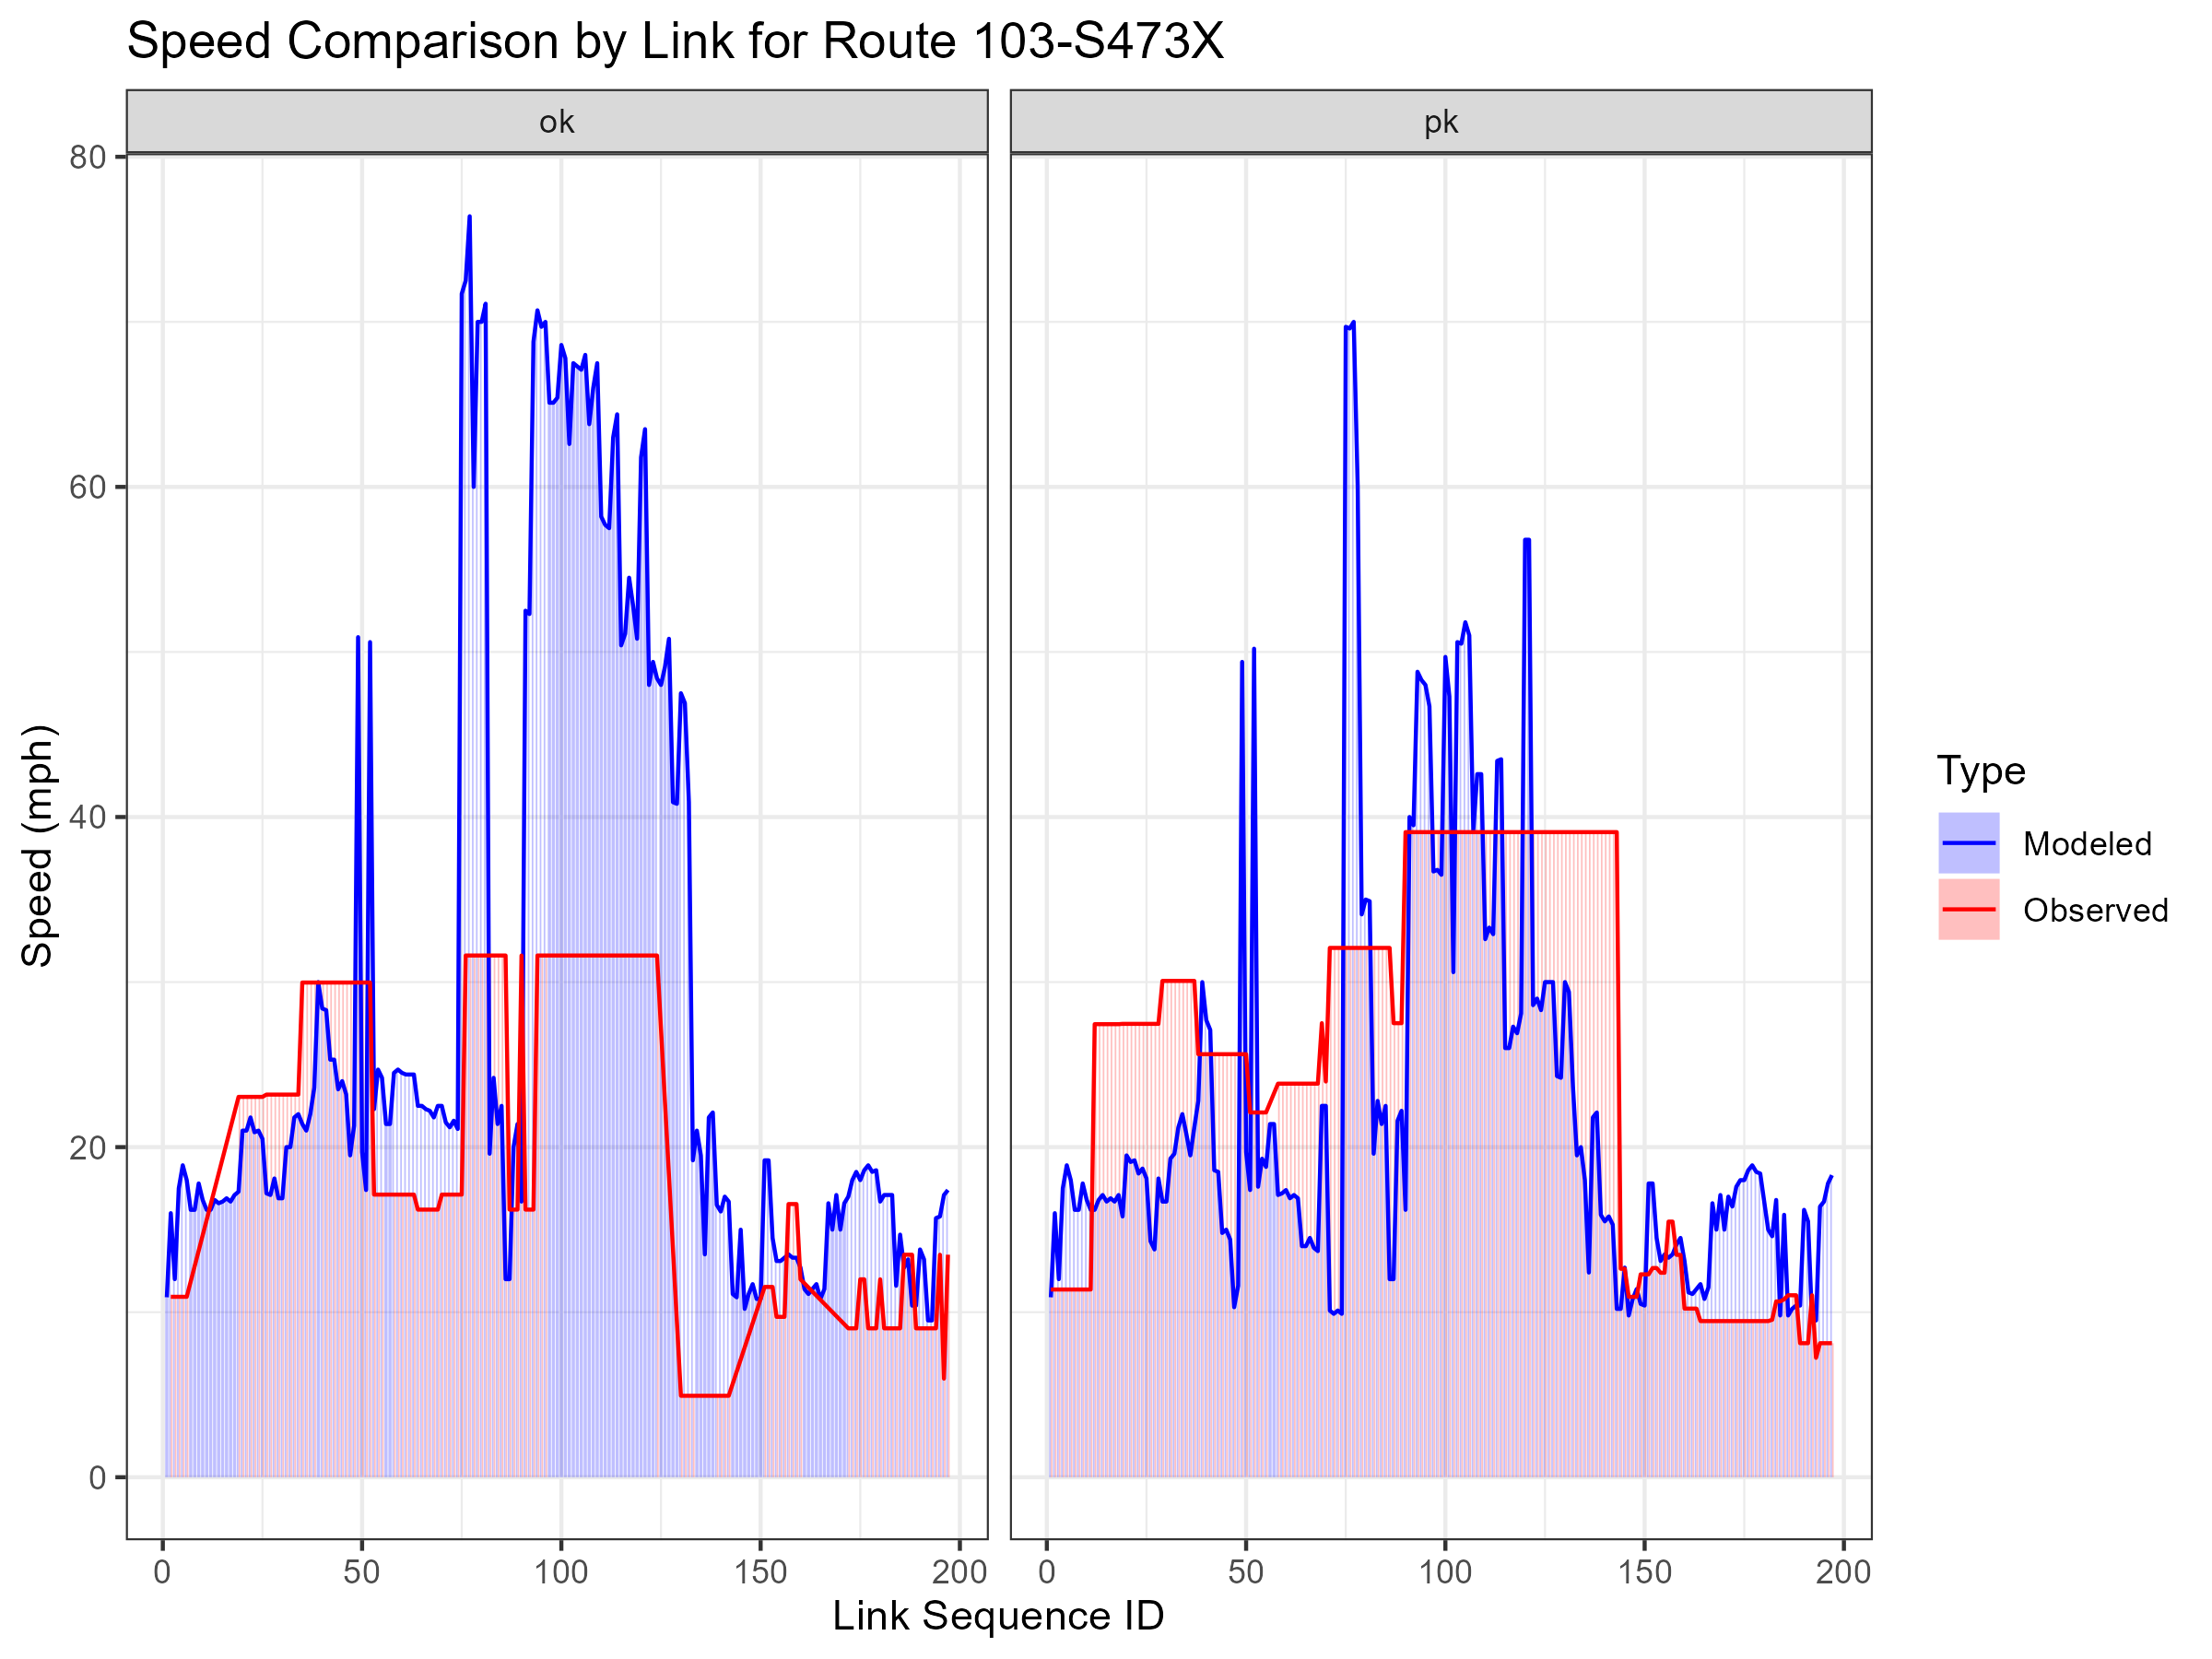 Speed Comparison by Link for Route 103-S473X
ok
pk
80
60
40
20
0
Speed (mph)
0 50 100 150 200
0 50 100 150 200
Link Sequence ID
Type
Modeled
Observed